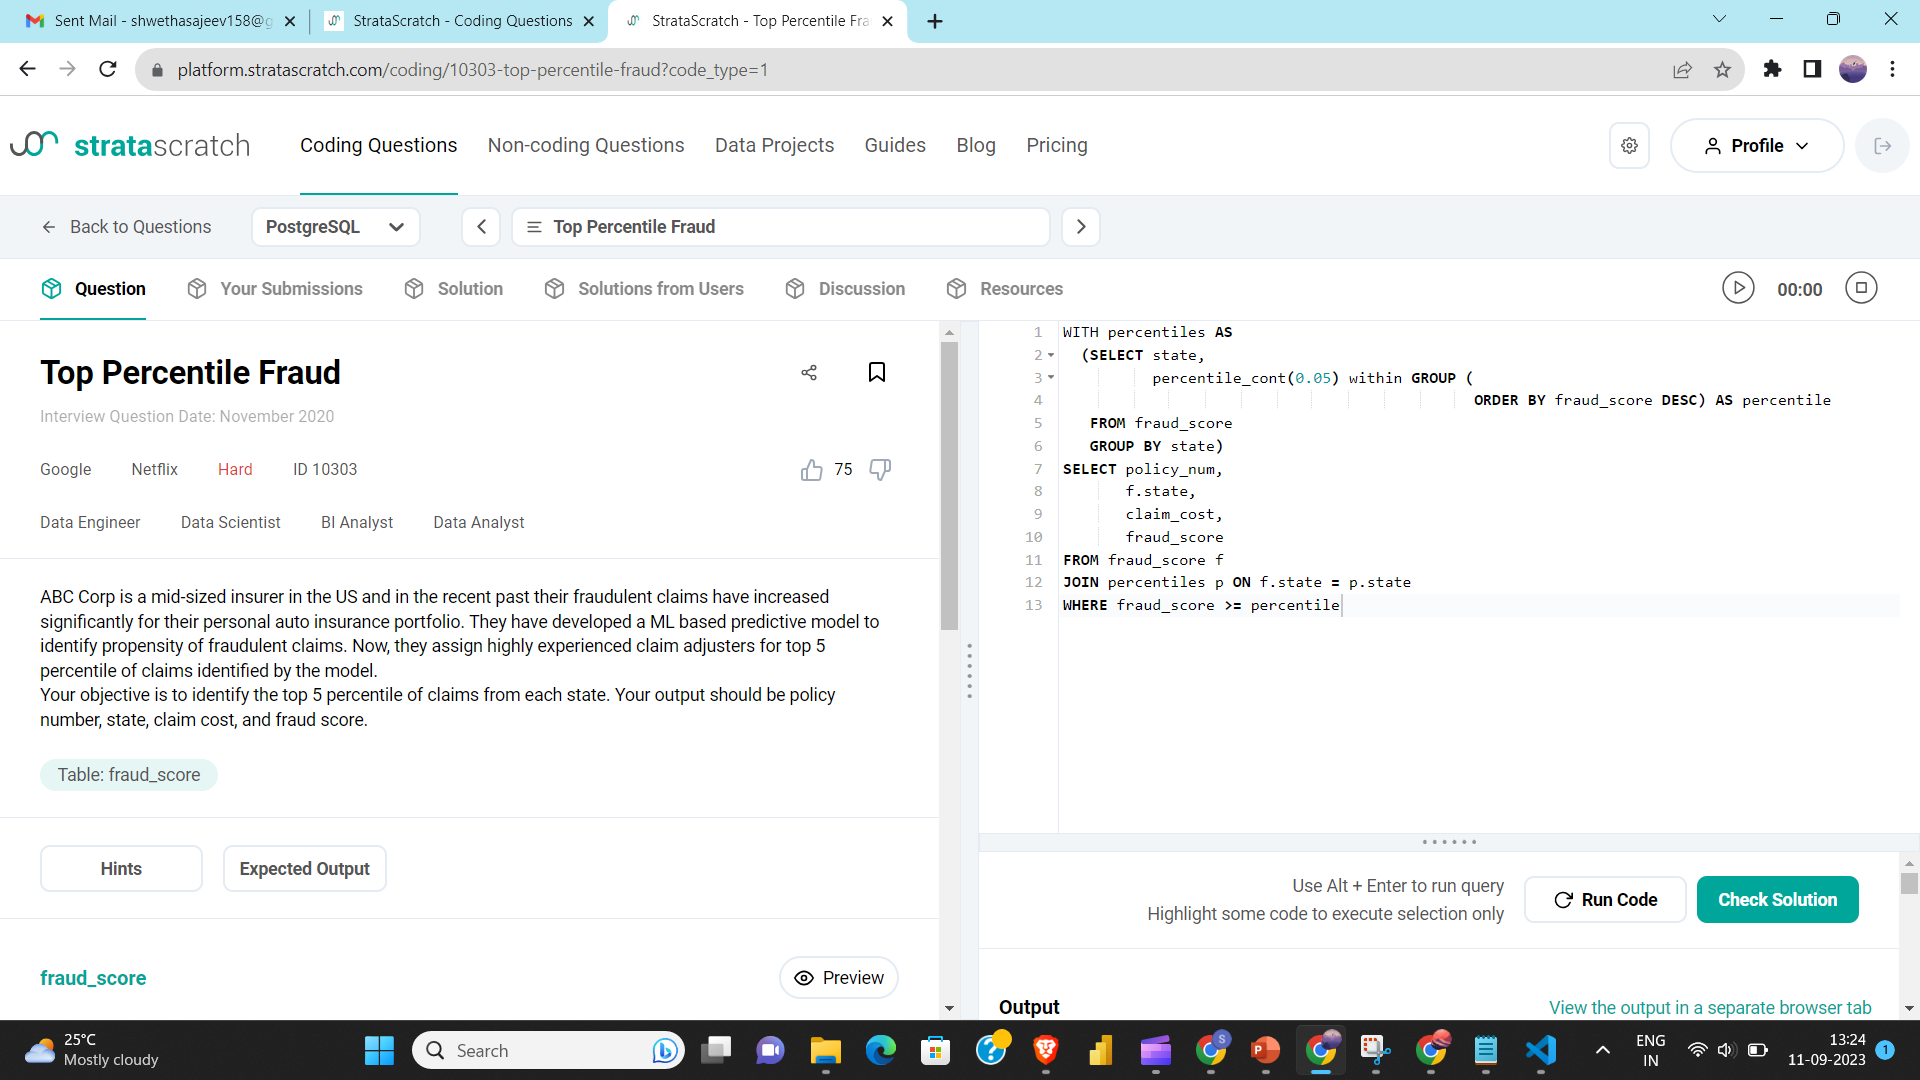 Sent Mail - shwethasajeev158@g
StrataScratch - Coding Questions
StrataScratch - Top Percentile Fra
platform.stratascratch.com/coding/10303-top-percentile-fraud?code_type=1
stratascratch
Coding Questions
Non-coding Questions
Data Projects
Guides
Blog
Pricing
Profile
Back to Questions
PostgreSQL
Top Percentile Fraud
Question
Your Submissions
Solution
Solutions from Users
Discussion
Resources
00:00
Top Percentile Fraud
Interview Question Date: November 2020
Google Netflix Hard ID 10303
75
Data Engineer Data Scientist BI Analyst Data Analyst
ABC Corp is a mid-sized insurer in the US and in the recent past their fraudulent claims have increased
significantly for their personal auto insurance portfolio. They have developed a ML based predictive model to
identify propensity of fraudulent claims. Now, they assign highly experienced claim adjusters for top 5
percentile of claims identified by the model.
Your objective is to identify the top 5 percentile of claims from each state. Your output should be policy
number, state, claim cost, and fraud score.
Table: fraud_score
Hints
Expected Output
fraud_score
Preview
1 WITH percentiles AS
2 (SELECT state,
3 percentile_cont(0.05) within GROUP (
4 ORDER BY fraud_score DESC) AS percentile
5 FROM fraud_score
6 GROUP BY state)
7 SELECT policy_num,
8 f.state,
9 claim_cost,
10 fraud_score
11 FROM fraud_score f
12 JOIN percentiles p ON f.state = p.state
13 WHERE fraud_score >= percentile
Use Alt + Enter to run query
Highlight some code to execute selection only
Run Code
Check Solution
Output
View the output in a separate browser tab
25°C
Mostly cloudy
Search
ENG
IN
13:24
11-09-2023
1